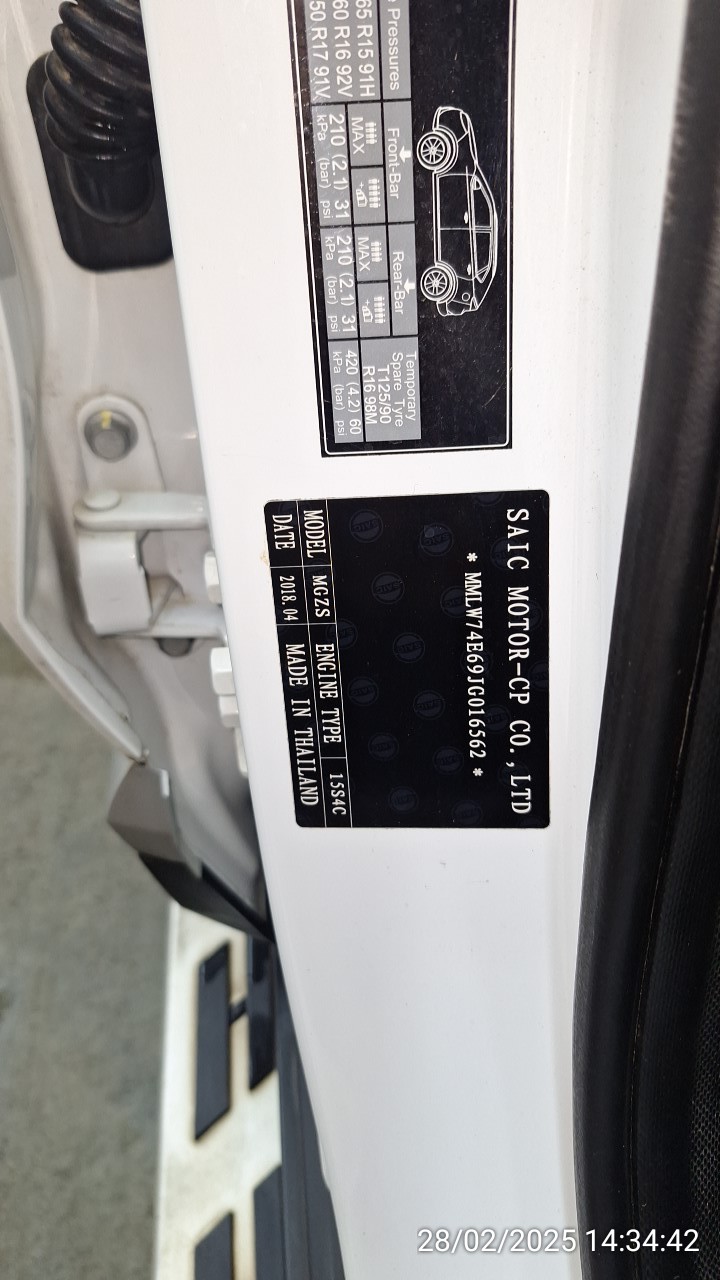 Pressures
Front-Bar
Rear-Bar
Temporary
Spare Tyre
T125/90
R16 98M
65 R15 91H
60 R16 92V
50 R17 91V
MAX
MAX
210 (2.1) 31
kPa (bar) psi
210 (2.1) 31
kPa (bar) psi
420 (4.2) 60
kPa (bar) psi
SAIC MOTOR-CP CO.,LTD
* MMLW74E69JG016562 *
MODEL MGZS ENGINE TYPE 15S4C
DATE 2018.04 MADE IN THAILAND
28/02/2025 14:34:42